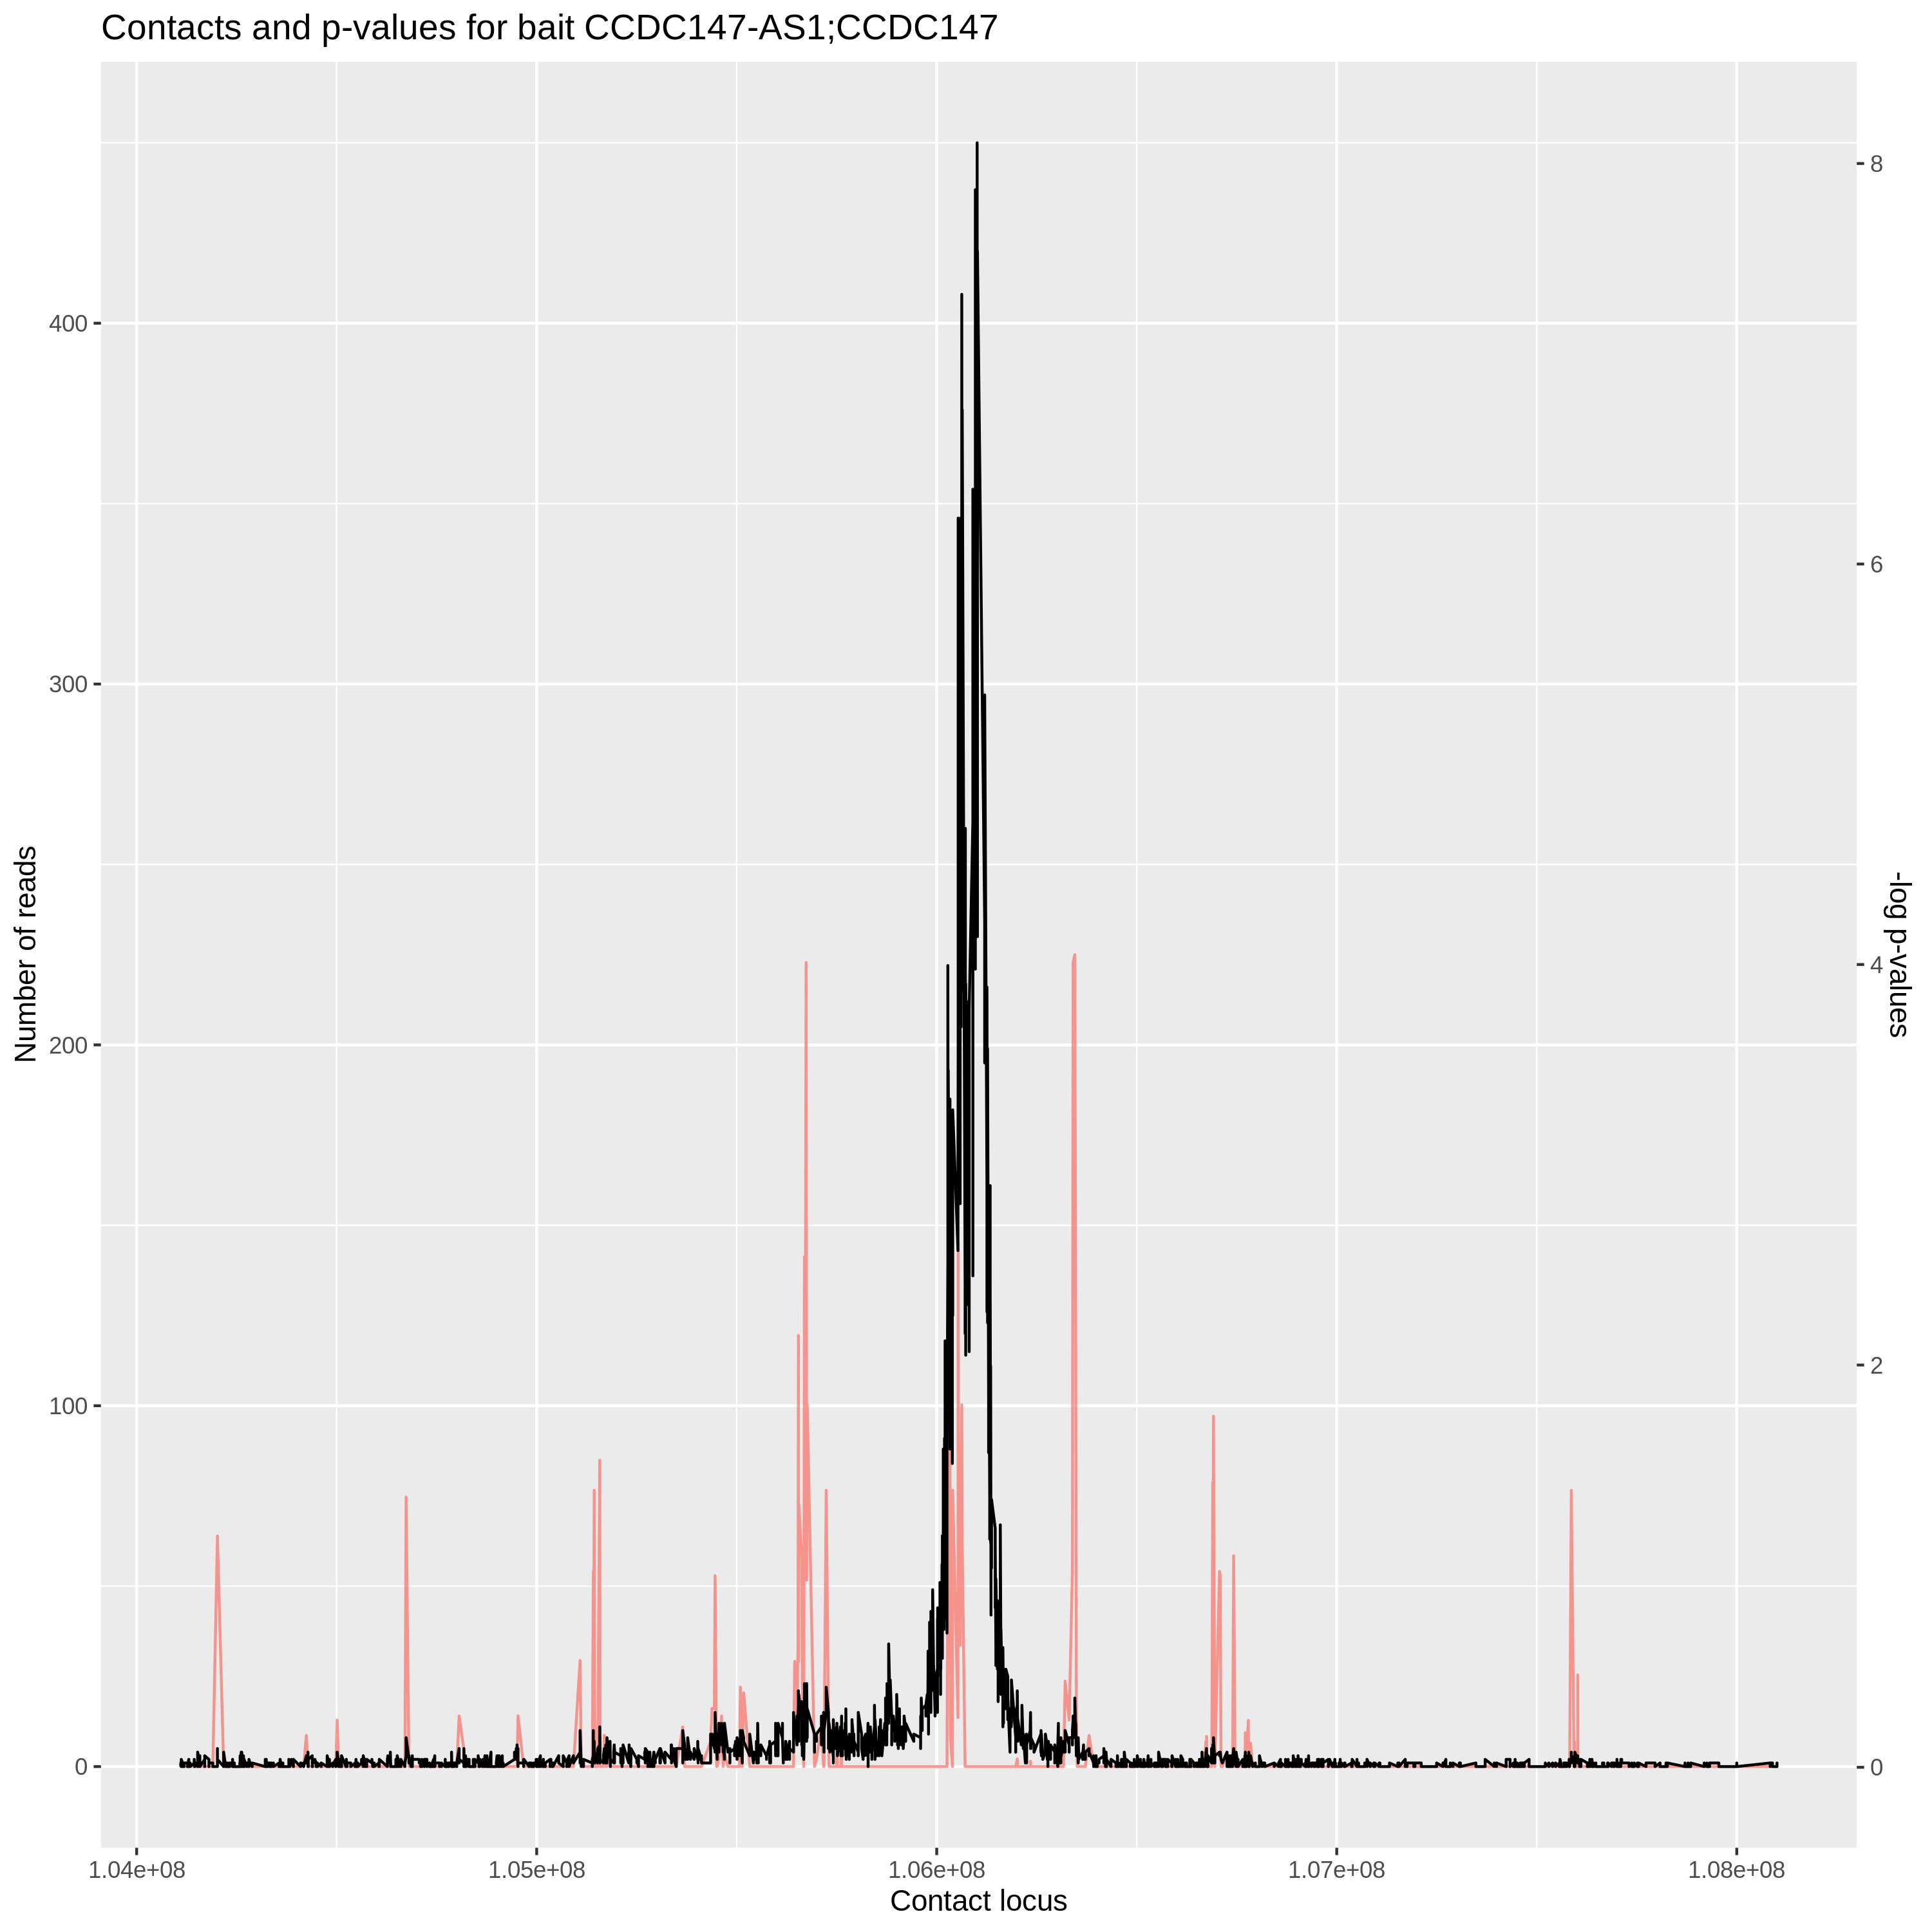 Contacts and p-values for bait CCDC147-AS1;CCDC147
Number of reads
400
300
200
100
0
8
6
4
2
0
-log p-values
1.04e+08
1.05e+08
1.06e+08
1.07e+08
1.08e+08
Contact locus